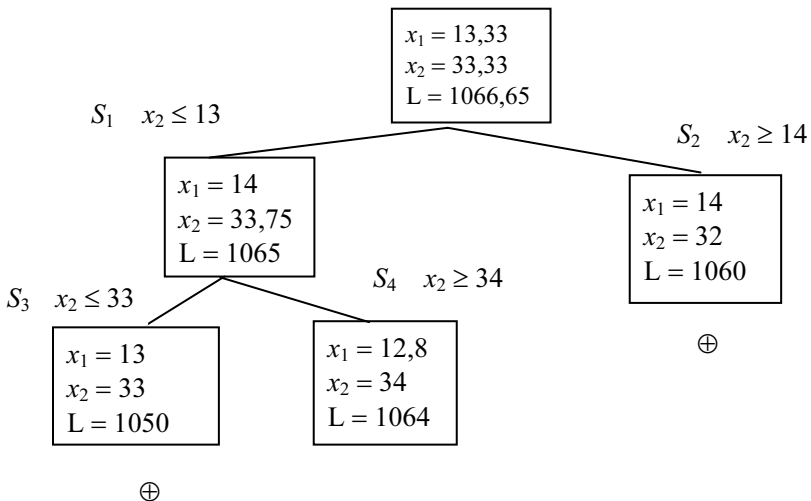 x₁ = 13,33
x₂ = 33,33
L = 1066,65
S₁ x₂ ≤ 13
S₂ x₂ ≥ 14
x₁ = 14
x₂ = 33,75
L = 1065
x₁ = 14
x₂ = 32
L = 1060
S₃ x₂ ≤ 33
S₄ x₂ ≥ 34
x₁ = 13
x₂ = 33
L = 1050
x₁ = 12,8
x₂ = 34
L = 1064
⊕
⊕